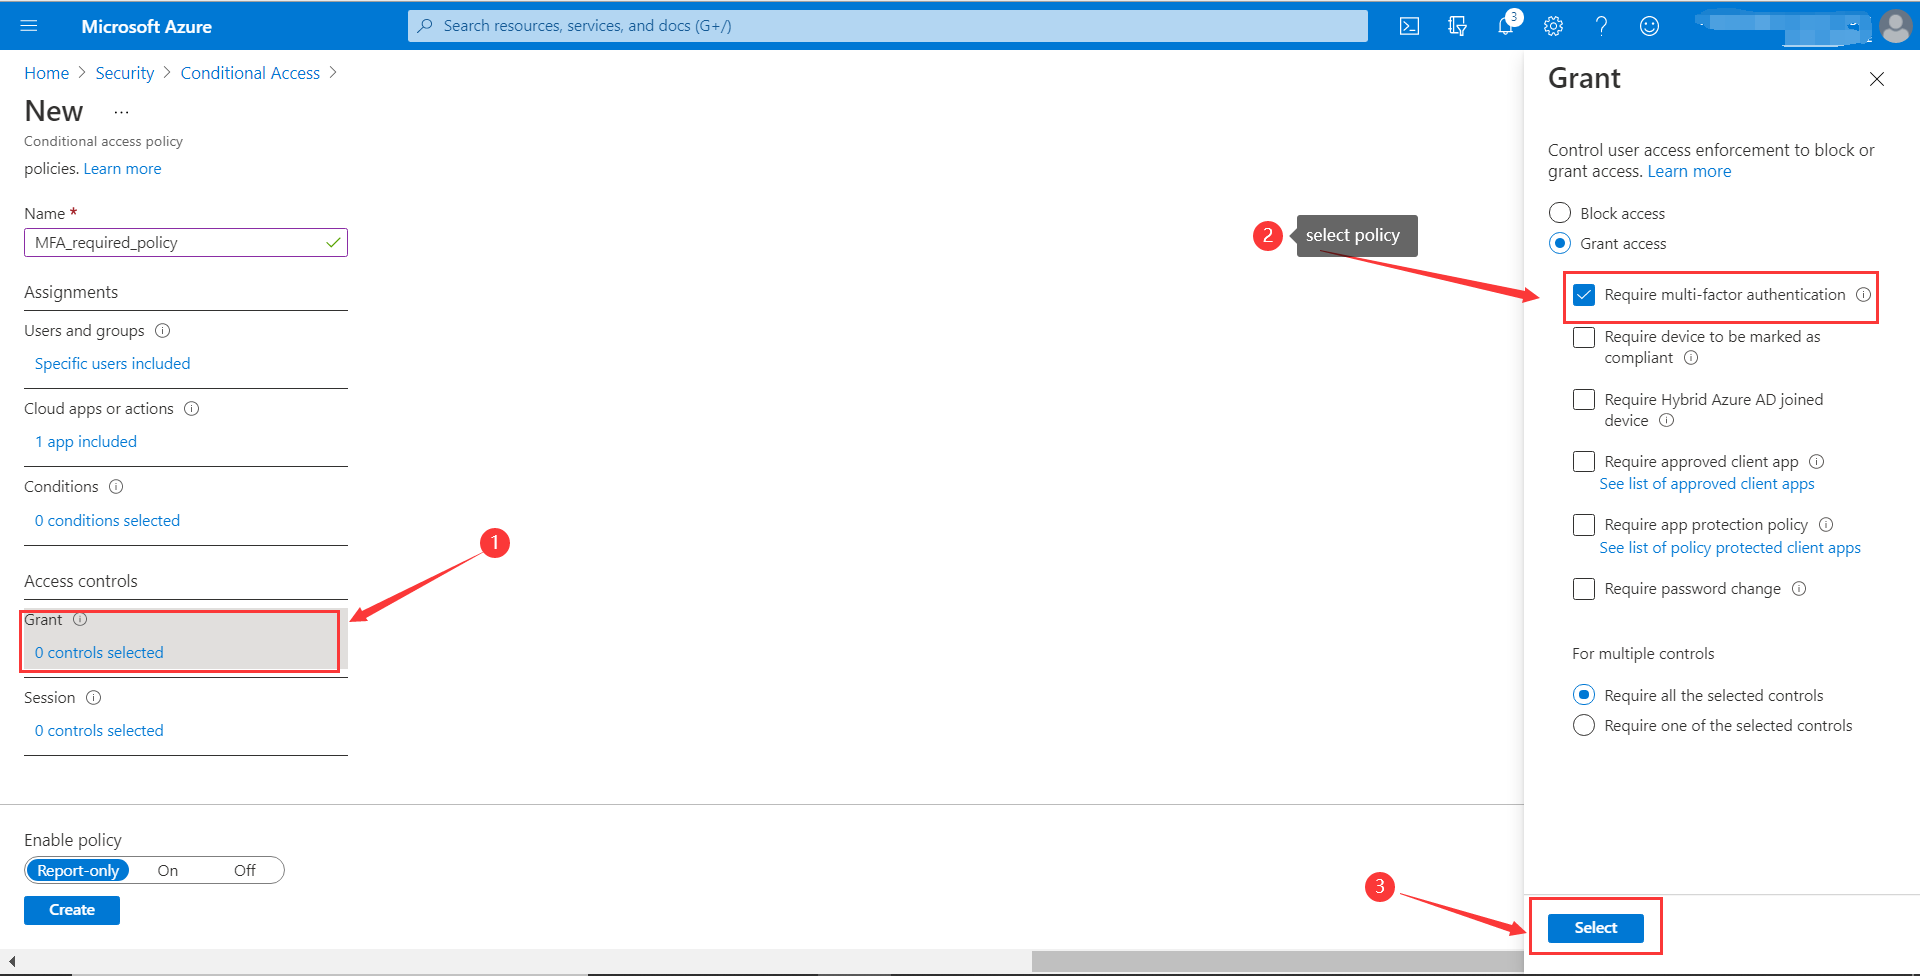 Microsoft Azure
Search resources, services, and docs (G+/)
3
Home > Security > Conditional Access >
New ...
Conditional access policy
policies. Learn more
Name *
MFA_required_policy
Assignments
Users and groups
Specific users included
Cloud apps or actions
1 app included
Conditions
0 conditions selected
Access controls
Grant
0 controls selected
Session
0 controls selected
Enable policy
Report-only On Off
Create
1
2 select policy
3
Grant
Control user access enforcement to block or
grant access. Learn more
Block access
Grant access
Require multi-factor authentication
Require device to be marked as
compliant
Require Hybrid Azure AD joined
device
Require approved client app
See list of approved client apps
Require app protection policy
See list of policy protected client apps
Require password change
For multiple controls
Require all the selected controls
Require one of the selected controls
Select